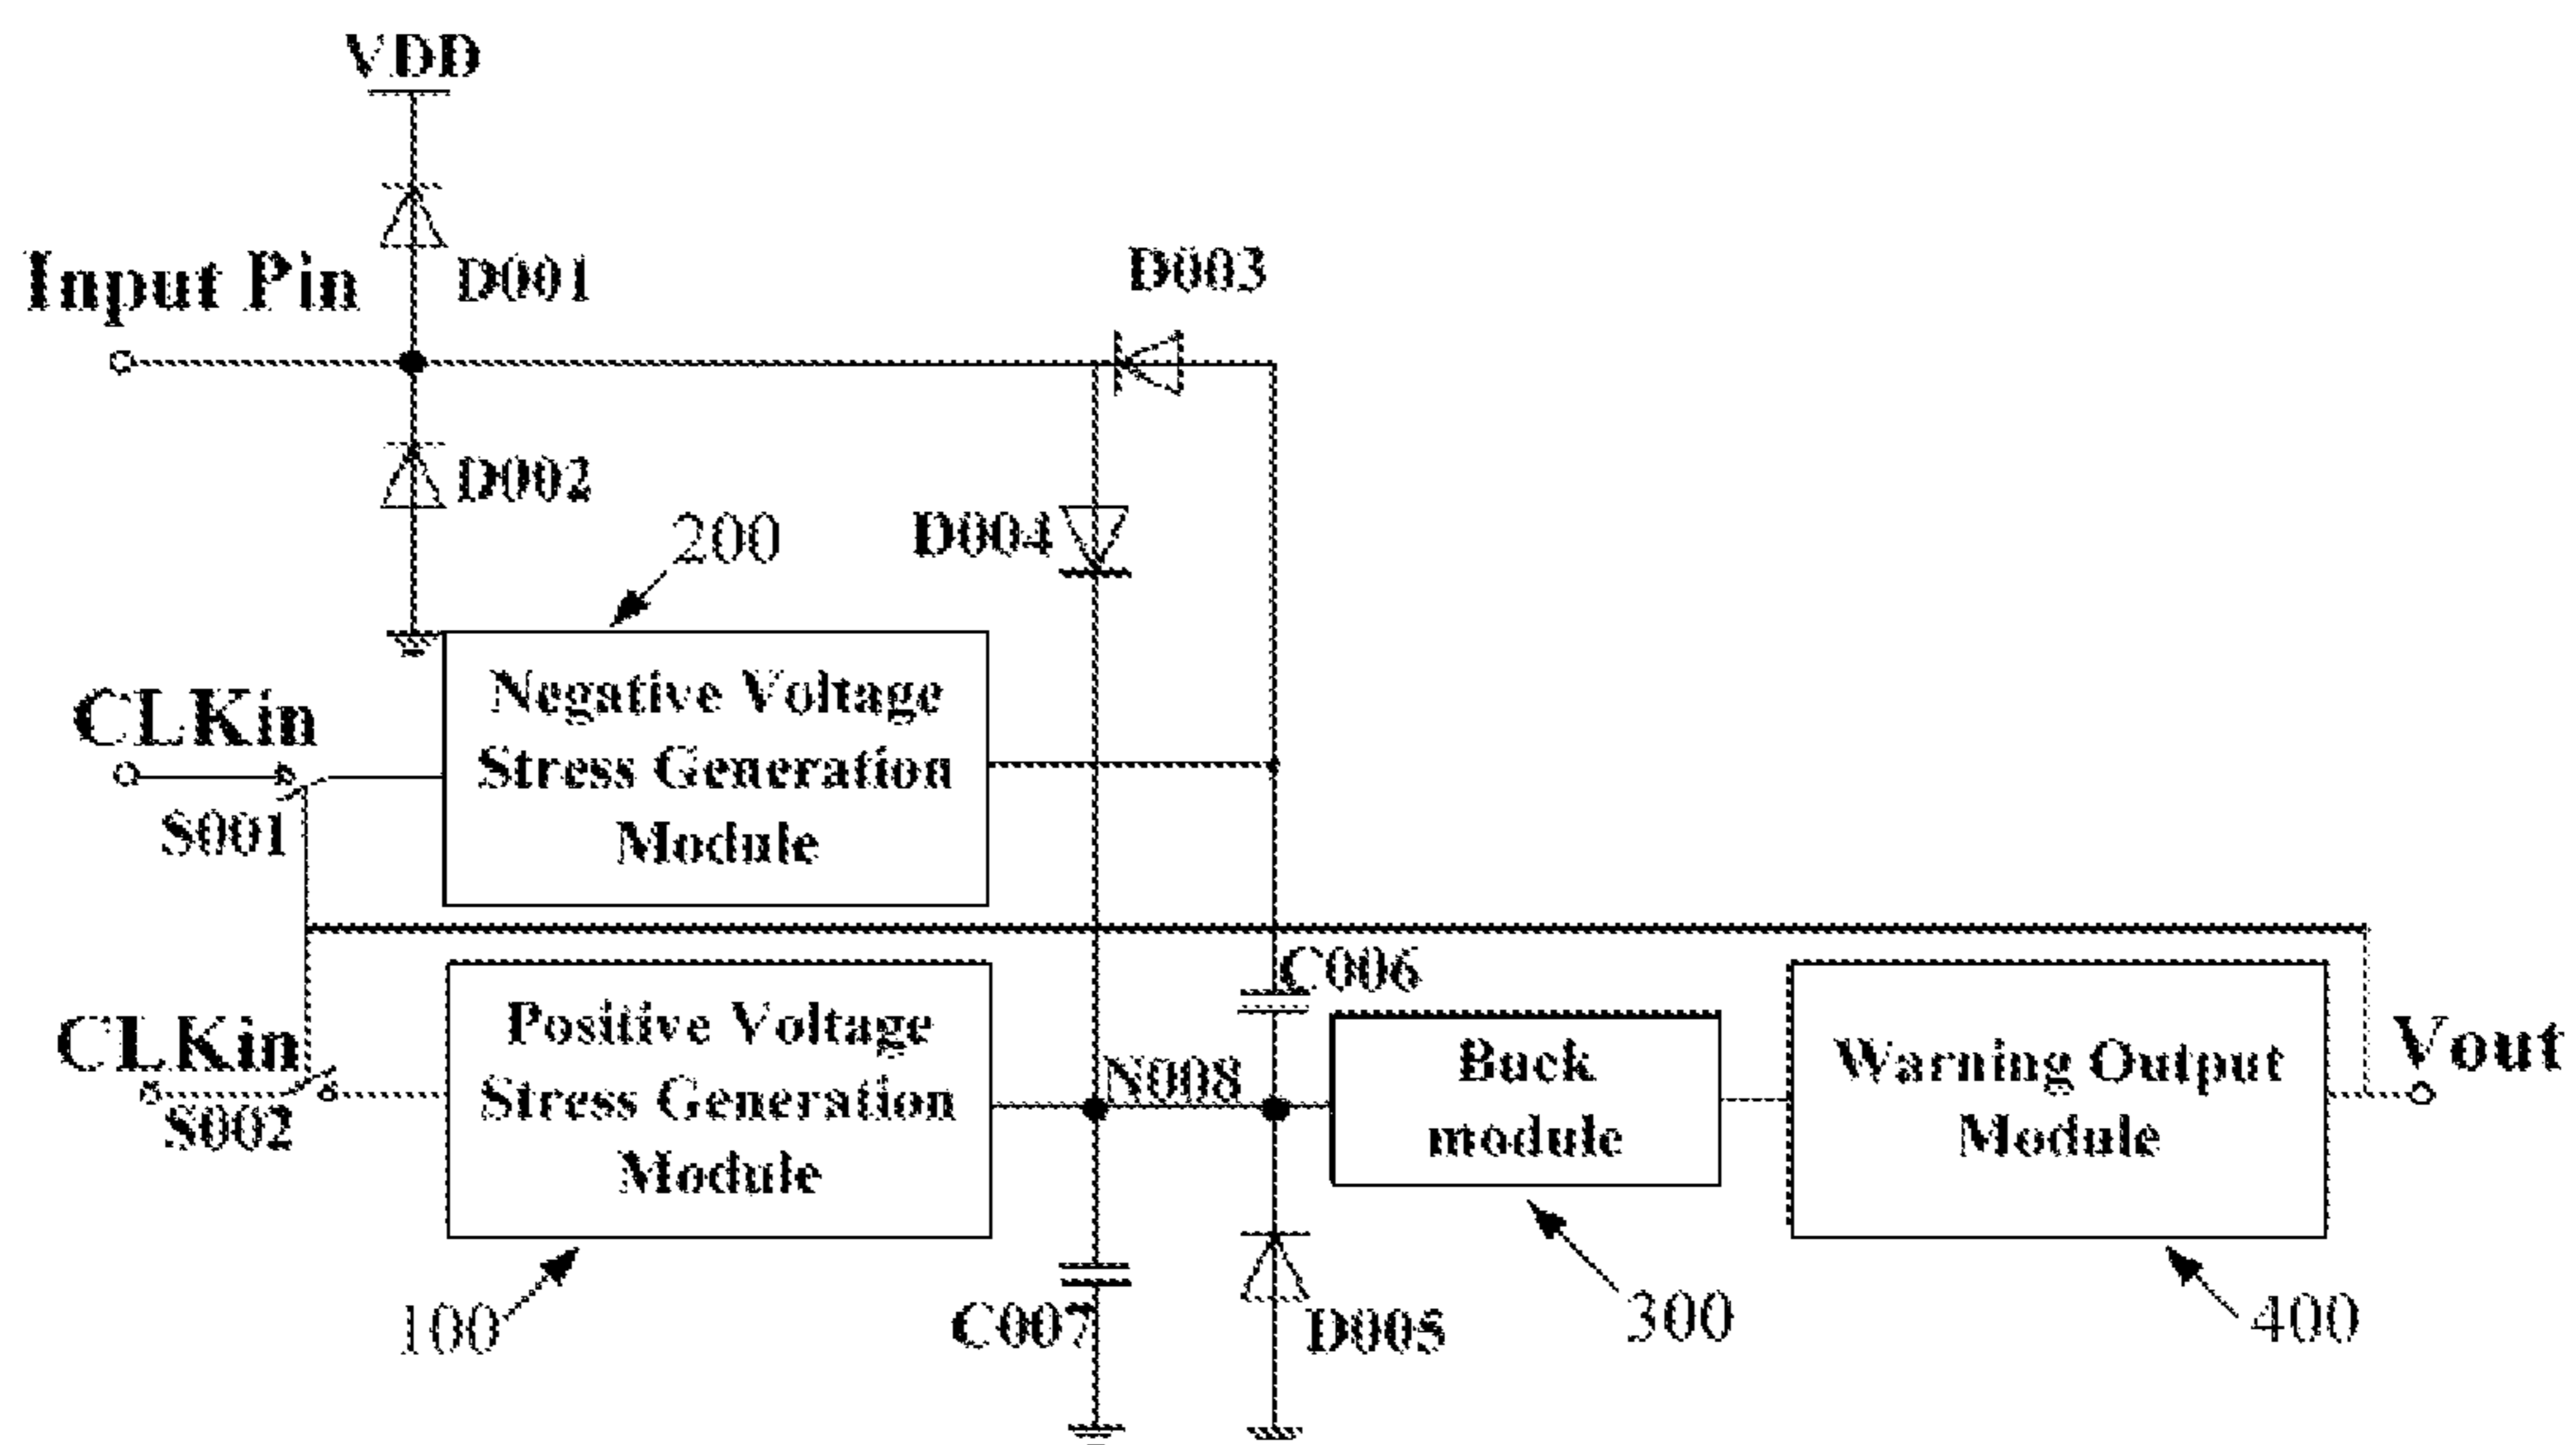 VDD
Input Pin
D001
D003
D002
200
D004
Negative Voltage
Stress Generation
Module
CLKin
S001
C006
Positive Voltage
Stress Generation
Module
CLKin
S002
N008
Buck
module
Warning Output
Module
Vout
100
C007
D005
300
400